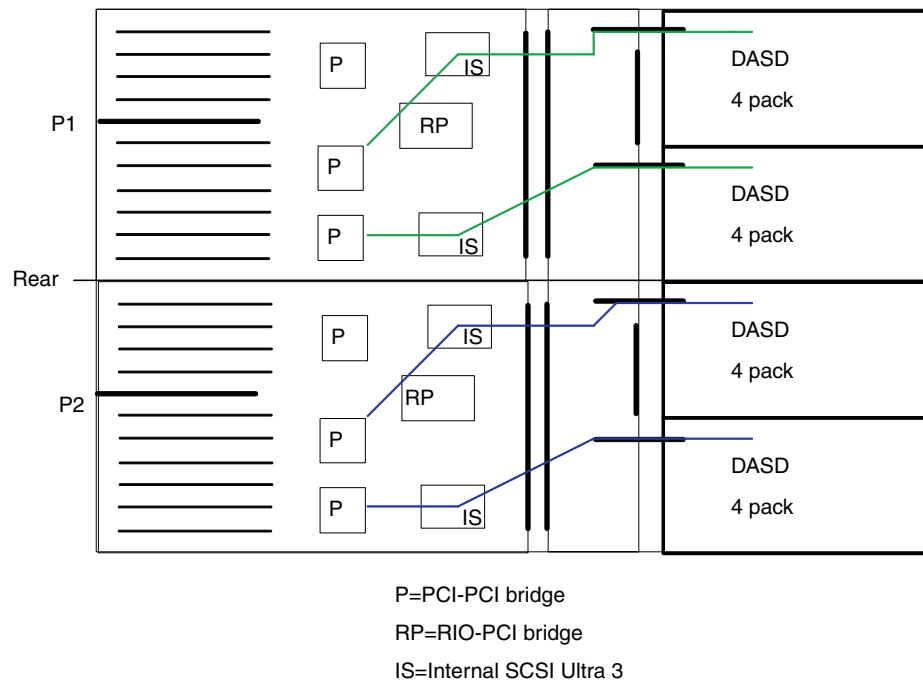 P
IS
DASD
4 pack
RP
P1
P
DASD
4 pack
P
IS
Rear
P
IS
DASD
4 pack
RP
P2
P
DASD
4 pack
P
IS
P=PCI-PCI bridge
RP=RIO-PCI bridge
IS=Internal SCSI Ultra 3